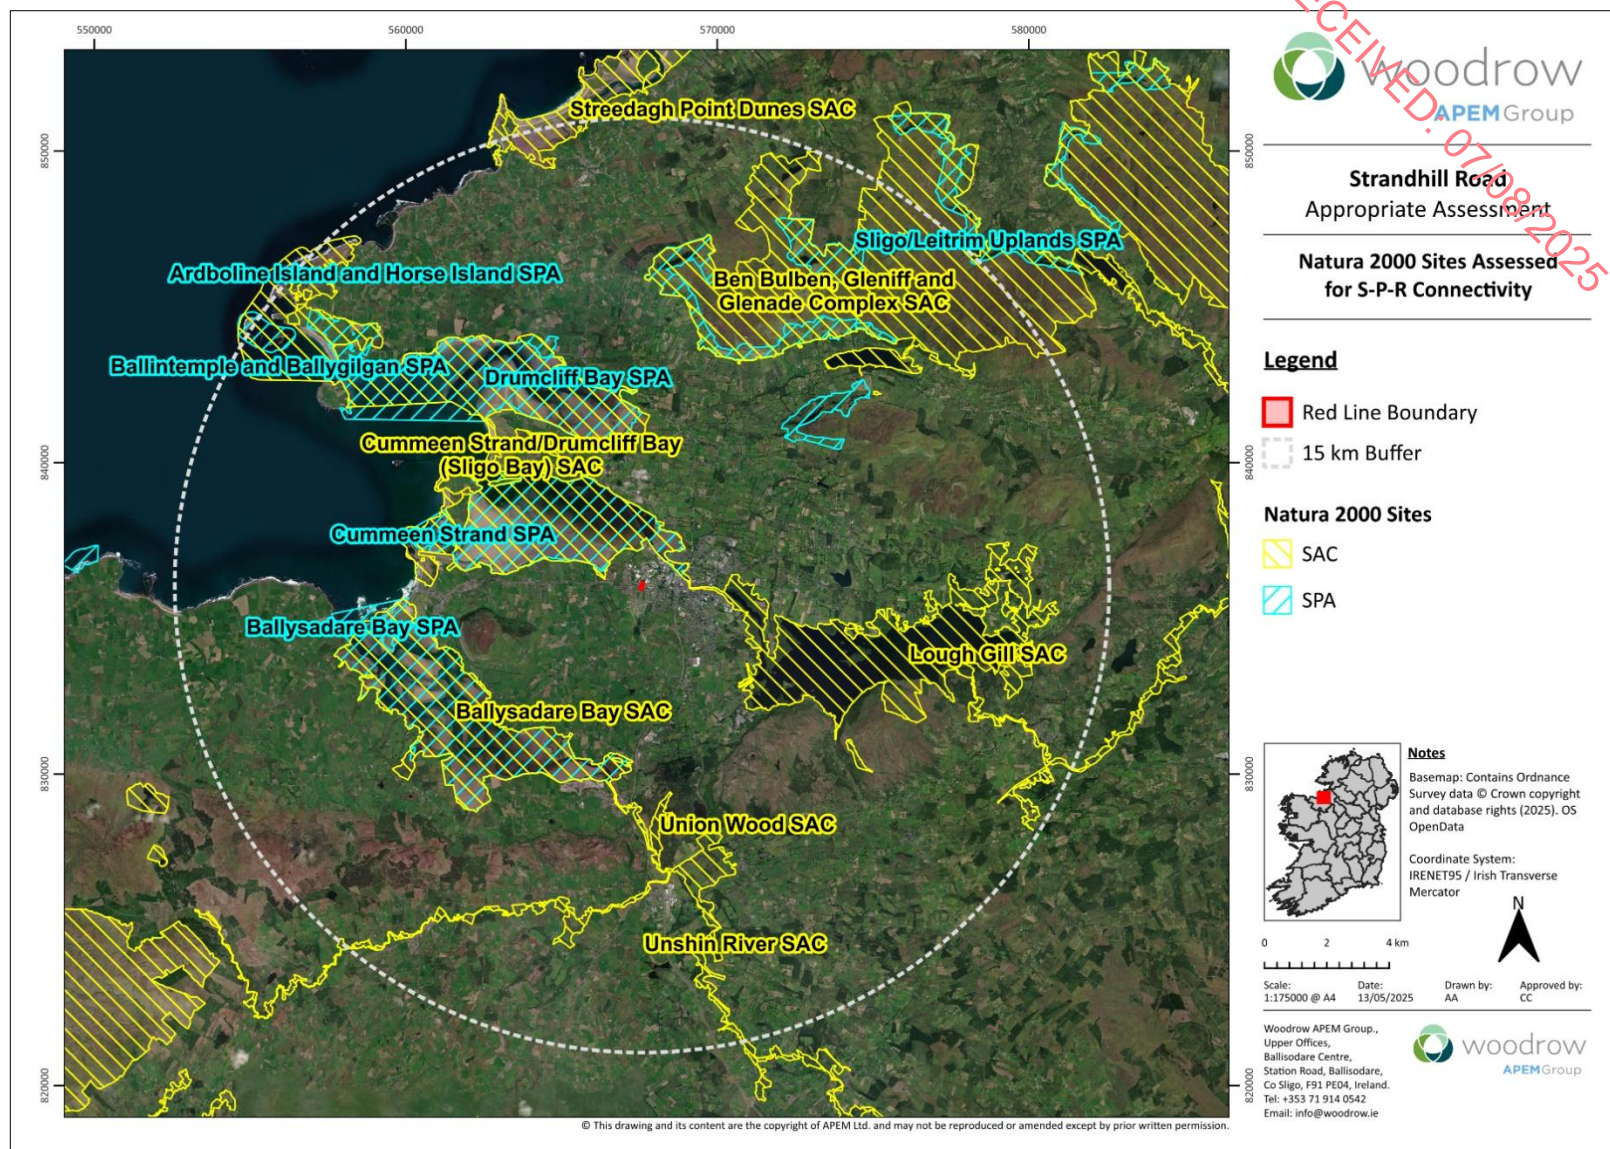 550000
560000
570000
580000
850000
840000
830000
820000
850000
840000
830000
820000
Streedagh Point Dunes SAC
Sligo/Leitrim Uplands SPA
Ardboline Island and Horse Island SPA
Ben Bulben, Gleniff and
Glenade Complex SAC
Ballintemple and Ballygilgan SPA
Drumcliff Bay SPA
Cummeen Strand/Drumcliff Bay
(Sligo Bay) SAC
Cummeen Strand SPA
Ballysadare Bay SPA
Lough Gill SAC
Ballysadare Bay SAC
Union Wood SAC
Unshin River SAC
© This drawing and its content are the copyright of APEM Ltd. and may not be reproduced or amended except by prior written permission.
woodrow
APEM Group
ECEIVED: 07/08/2025
Strandhill Road
Appropriate Assessment
Natura 2000 Sites Assessed
for S-P-R Connectivity
Legend
Red Line Boundary
15 km Buffer
Natura 2000 Sites
SAC
SPA
Notes
Basemap: Contains Ordnance
Survey data © Crown copyright
and database rights (2025). OS
OpenData
Coordinate System:
IRENET95 / Irish Transverse
Mercator
N
0 2 4 km
Scale: Date: Drawn by: Approved by:
1:175000 @ A4 13/05/2025 AA CC
Woodrow APEM Group.,
Upper Offices,
Ballisodare Centre,
Station Road, Ballisodare,
Co Sligo, F91 PE04, Ireland.
Tel: +353 71 914 0542
Email: info@woodrow.ie
woodrow
APEM Group